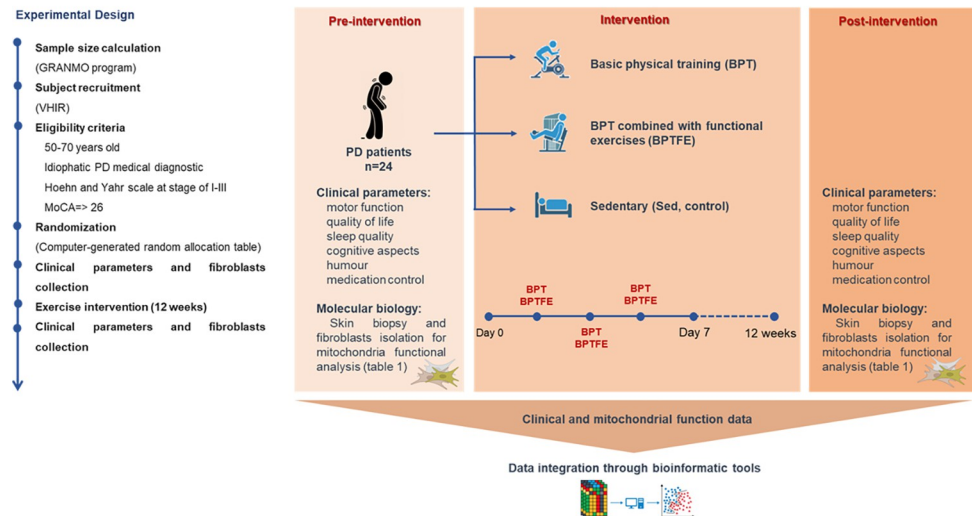 Experimental Design
Sample size calculation
(GRANMO program)
Subject recruitment
(VHIR)
Eligibility criteria
50-70 years old
Idiophatic PD medical diagnostic
Hoehn and Yahr scale at stage of I-III
MoCA=> 26
Randomization
(Computer-generated random allocation table)
Clinical parameters and fibroblasts
collection
Exercise intervention (12 weeks)
Clinical parameters and fibroblasts
collection
Pre-intervention
PD patients
n=24
Clinical parameters:
motor function
quality of life
sleep quality
cognitive aspects
humour
medication control
Molecular biology:
Skin biopsy and
fibroblasts isolation for
mitochondria functional
analysis (table 1)
Intervention
Basic physical training (BPT)
BPT combined with functional
exercises (BPTFE)
Sedentary (Sed, control)
BPT
BPTFE
BPT
BPTFE
BPT
BPTFE
Day 0
Day 7
12 weeks
Post-intervention
Clinical parameters:
motor function
quality of life
sleep quality
cognitive aspects
humour
medication control
Molecular biology:
Skin biopsy and
fibroblasts isolation for
mitochondria functional
analysis (table 1)
Clinical and mitochondrial function data
Data integration through bioinformatic tools